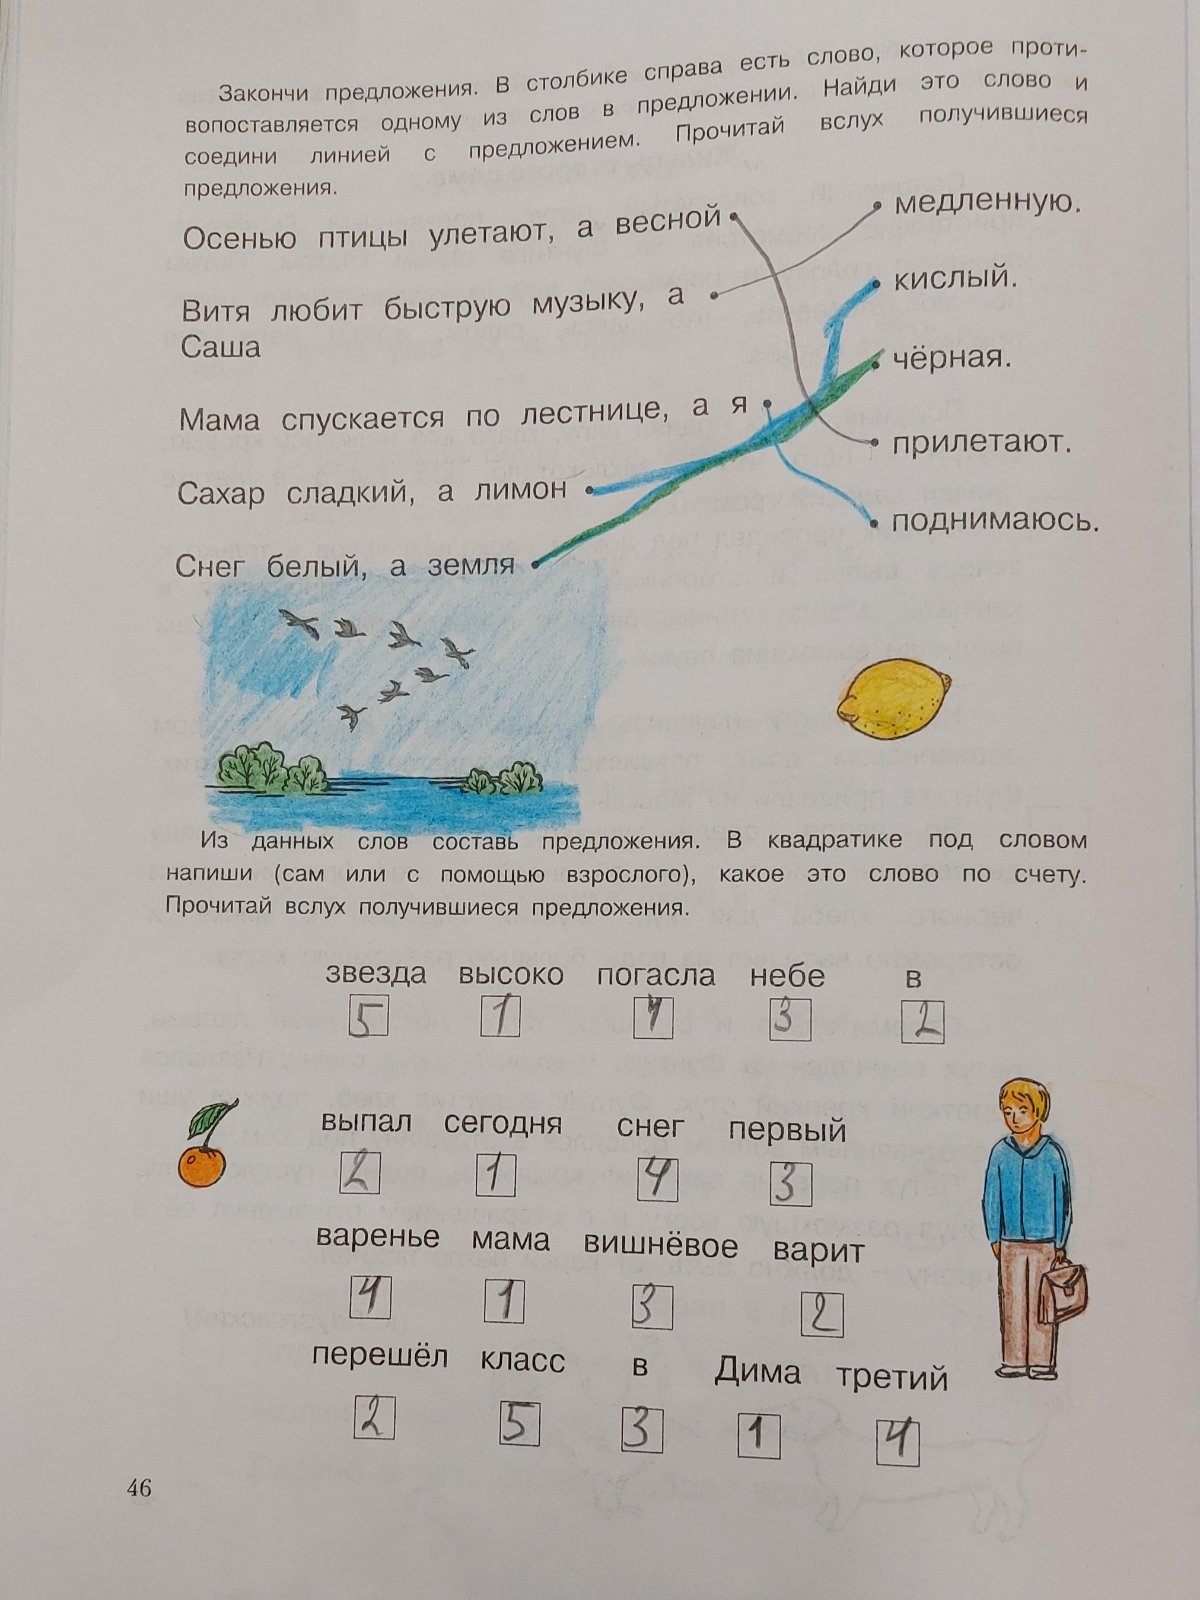 Закончи предложения. В столбике справа есть слово, которое проти-
вопоставляется одному из слов в предложении. Найди это слово и
соедини линией с предложением. Прочитай вслух получившиеся
предложения.
Осенью птицы улетают, а весной
медленную.
Витя любит быструю музыку, а
Саша
кислый.
чёрная.
Мама спускается по лестнице, а я
прилетают.
Сахар сладкий, а лимон
поднимаюсь.
Снег белый, а земля
Из данных слов составь предложения. В квадратике под словом
напиши (сам или с помощью взрослого), какое это слово по счету.
Прочитай вслух получившиеся предложения.
звезда высоко погасла небе в
5 1 4 3 2
выпал сегодня снег первый
2 1 4 3
варенье мама вишнёвое варит
4 1 3 2
перешёл класс в Дима третий
2 5 3 1 4
46